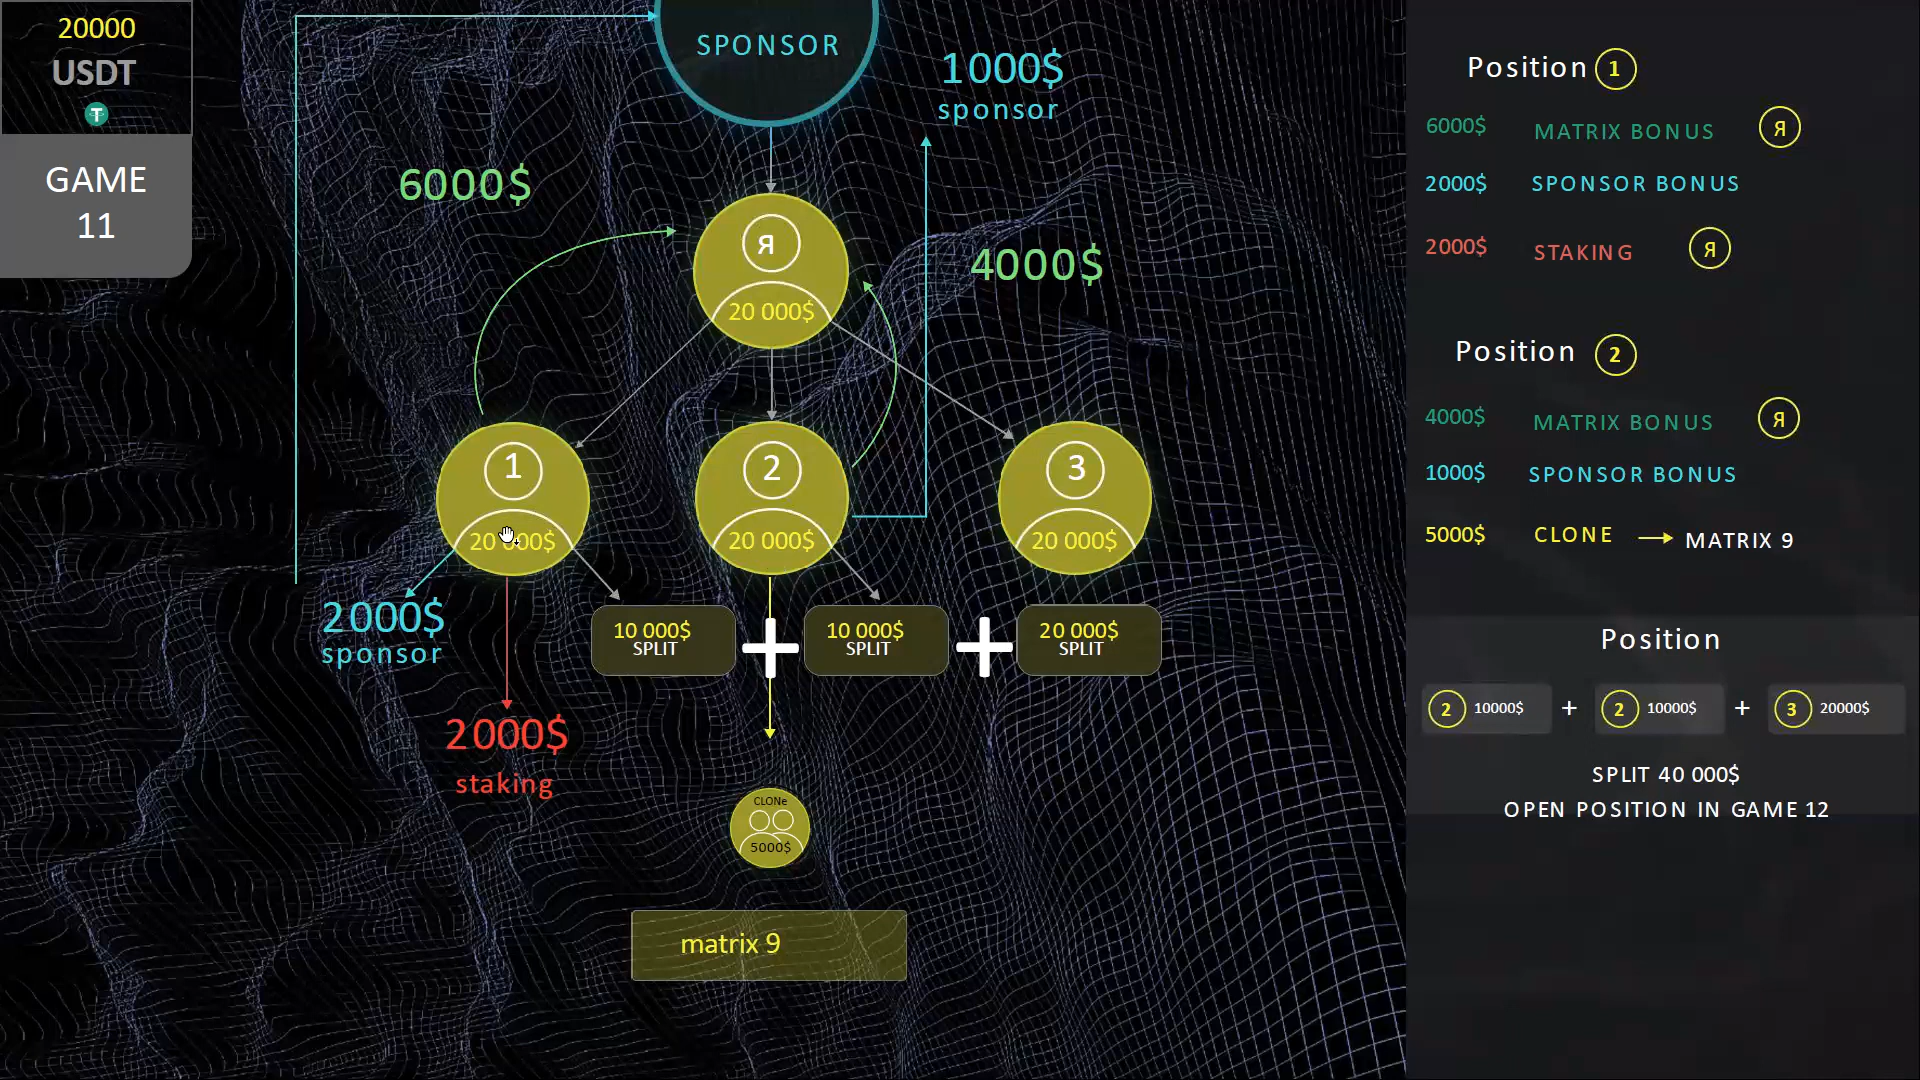 20000
USDT
GAME
11
SPONSOR
1000$
sponsor
6000$
4000$
Я
20 000$
1
20 000$
2
20 000$
3
20 000$
2000$
sponsor
10 000$
SPLIT
10 000$
SPLIT
20 000$
SPLIT
2000$
staking
CLONe
5000$
matrix 9
Position 1
6000$ MATRIX BONUS Я
2000$ SPONSOR BONUS
2000$ STAKING Я
Position 2
4000$ MATRIX BONUS Я
1000$ SPONSOR BONUS
5000$ CLONE → MATRIX 9
Position
2 10000$ + 2 10000$ + 3 20000$
SPLIT 40 000$
OPEN POSITION IN GAME 12